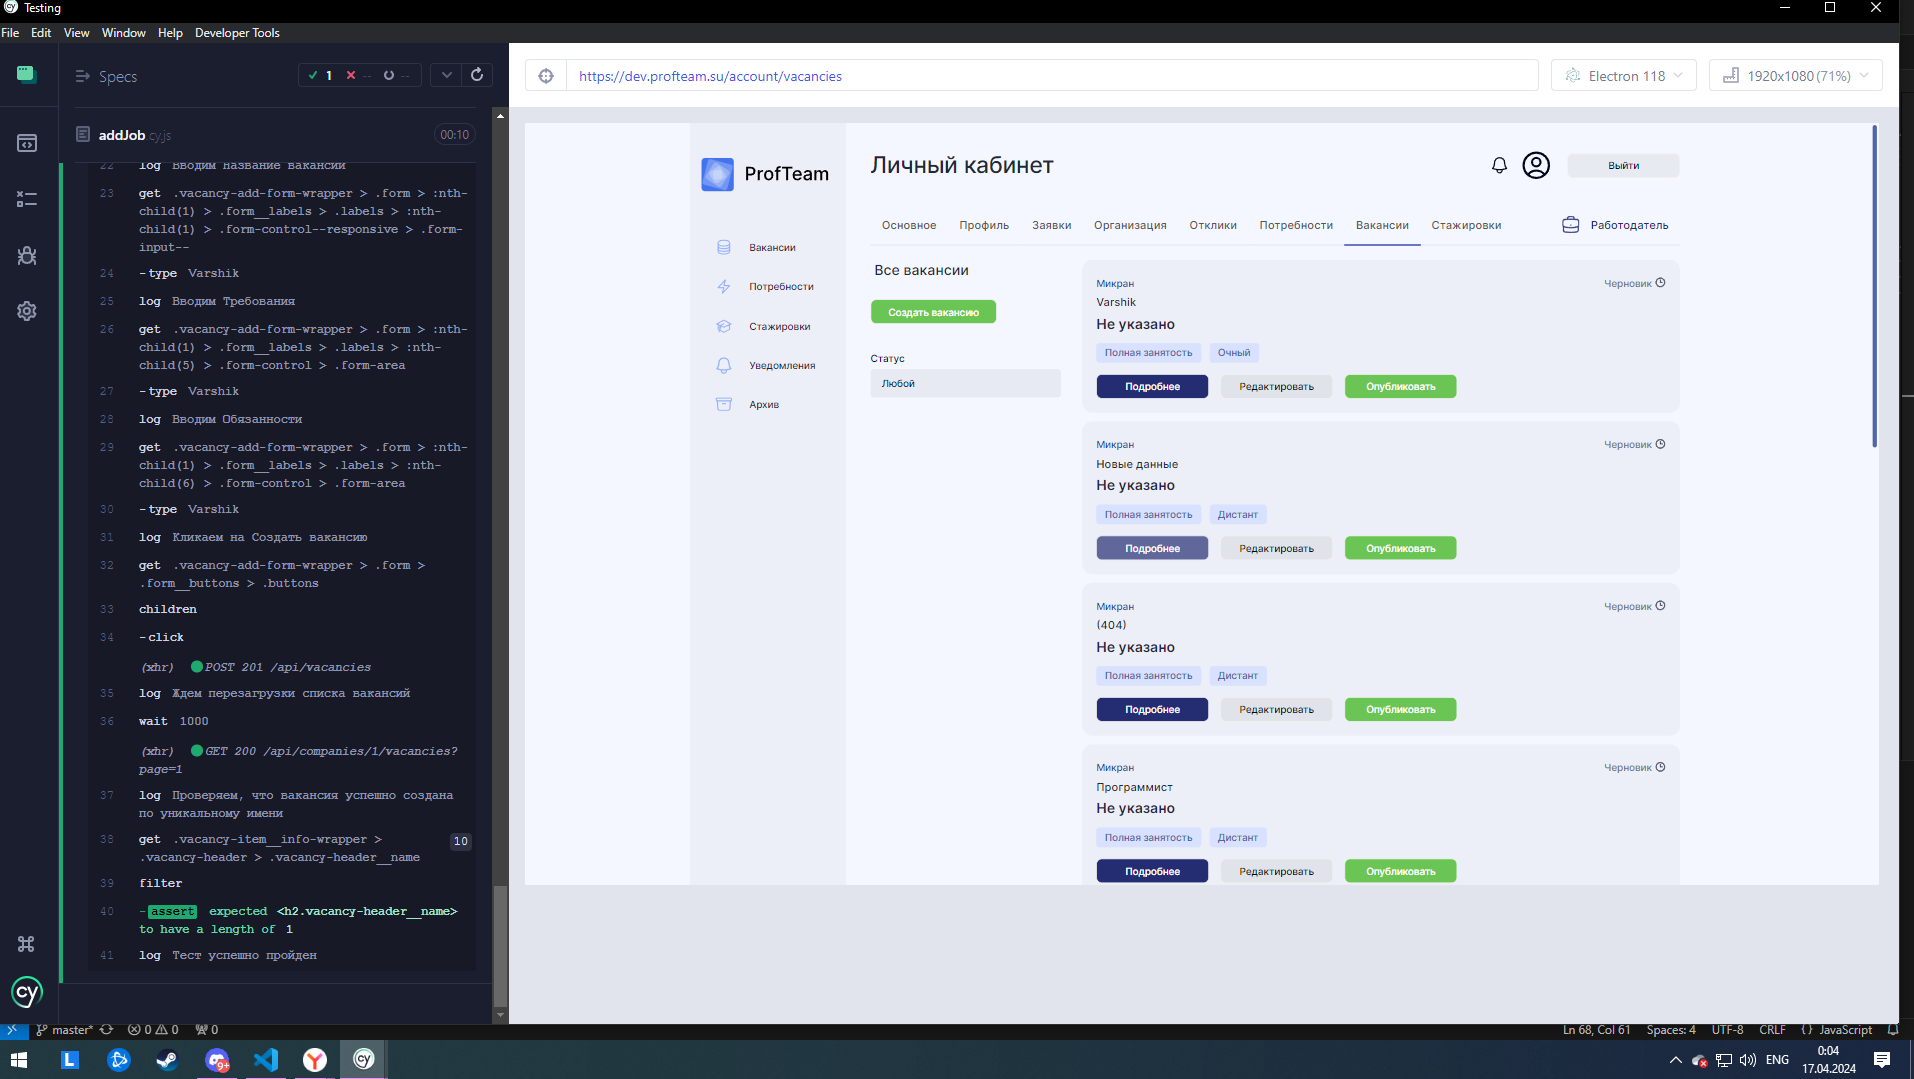 Testing
File Edit View Window Help Developer Tools
Specs
1 -- --
addJob.cy.js 00:10
22 log Вводим название вакансии
23 get .vacancy-add-form-wrapper > .form > :nth-
child(1) > .form__labels > .labels > :nth-
child(1) > .form-control--responsive > .form-
input--
24 -type Varshik
25 log Вводим Требования
26 get .vacancy-add-form-wrapper > .form > :nth-
child(1) > .form__labels > .labels > :nth-
child(5) > .form-control > .form-area
27 -type Varshik
28 log Вводим Обязанности
29 get .vacancy-add-form-wrapper > .form > :nth-
child(1) > .form__labels > .labels > :nth-
child(6) > .form-control > .form-area
30 -type Varshik
31 log Кликаем на Создать вакансию
32 get .vacancy-add-form-wrapper > .form >
.form__buttons > .buttons
33 children
34 -click
(xhr) POST 201 /api/vacancies
35 log Ждем перезагрузки списка вакансий
36 wait 1000
(xhr) GET 200 /api/companies/1/vacancies?
page=1
37 log Проверяем, что вакансия успешно создана
по уникальному имени
38 get .vacancy-item__info-wrapper > 10
.vacancy-header > .vacancy-header__name
39 filter
40 -assert expected <h2.vacancy-header__name>
to have a length of 1
41 log Тест успешно пройден
cy
https://dev.profteam.su/account/vacancies
Electron 118
1920x1080 (71%)
ProfTeam
Вакансии
Потребности
Стажировки
Уведомления
Архив
Личный кабинет
Выйти
Основное Профиль Заявки Организация Отклики Потребности Вакансии Стажировки Работодатель
Все вакансии
Создать вакансию
Статус
Любой
Микран Черновик
Varshik
Не указано
Полная занятость Очный
Подробнее Редактировать Опубликовать
Микран Черновик
Новые данные
Не указано
Полная занятость Дистант
Подробнее Редактировать Опубликовать
Микран Черновик
(404)
Не указано
Полная занятость Дистант
Подробнее Редактировать Опубликовать
Микран Черновик
Программист
Не указано
Полная занятость Дистант
Подробнее Редактировать Опубликовать
master* 0 0 0
Ln 68, Col 61 Spaces: 4 UTF-8 CRLF {} JavaScript
L 9+ Y cy
ENG
0:04
17.04.2024